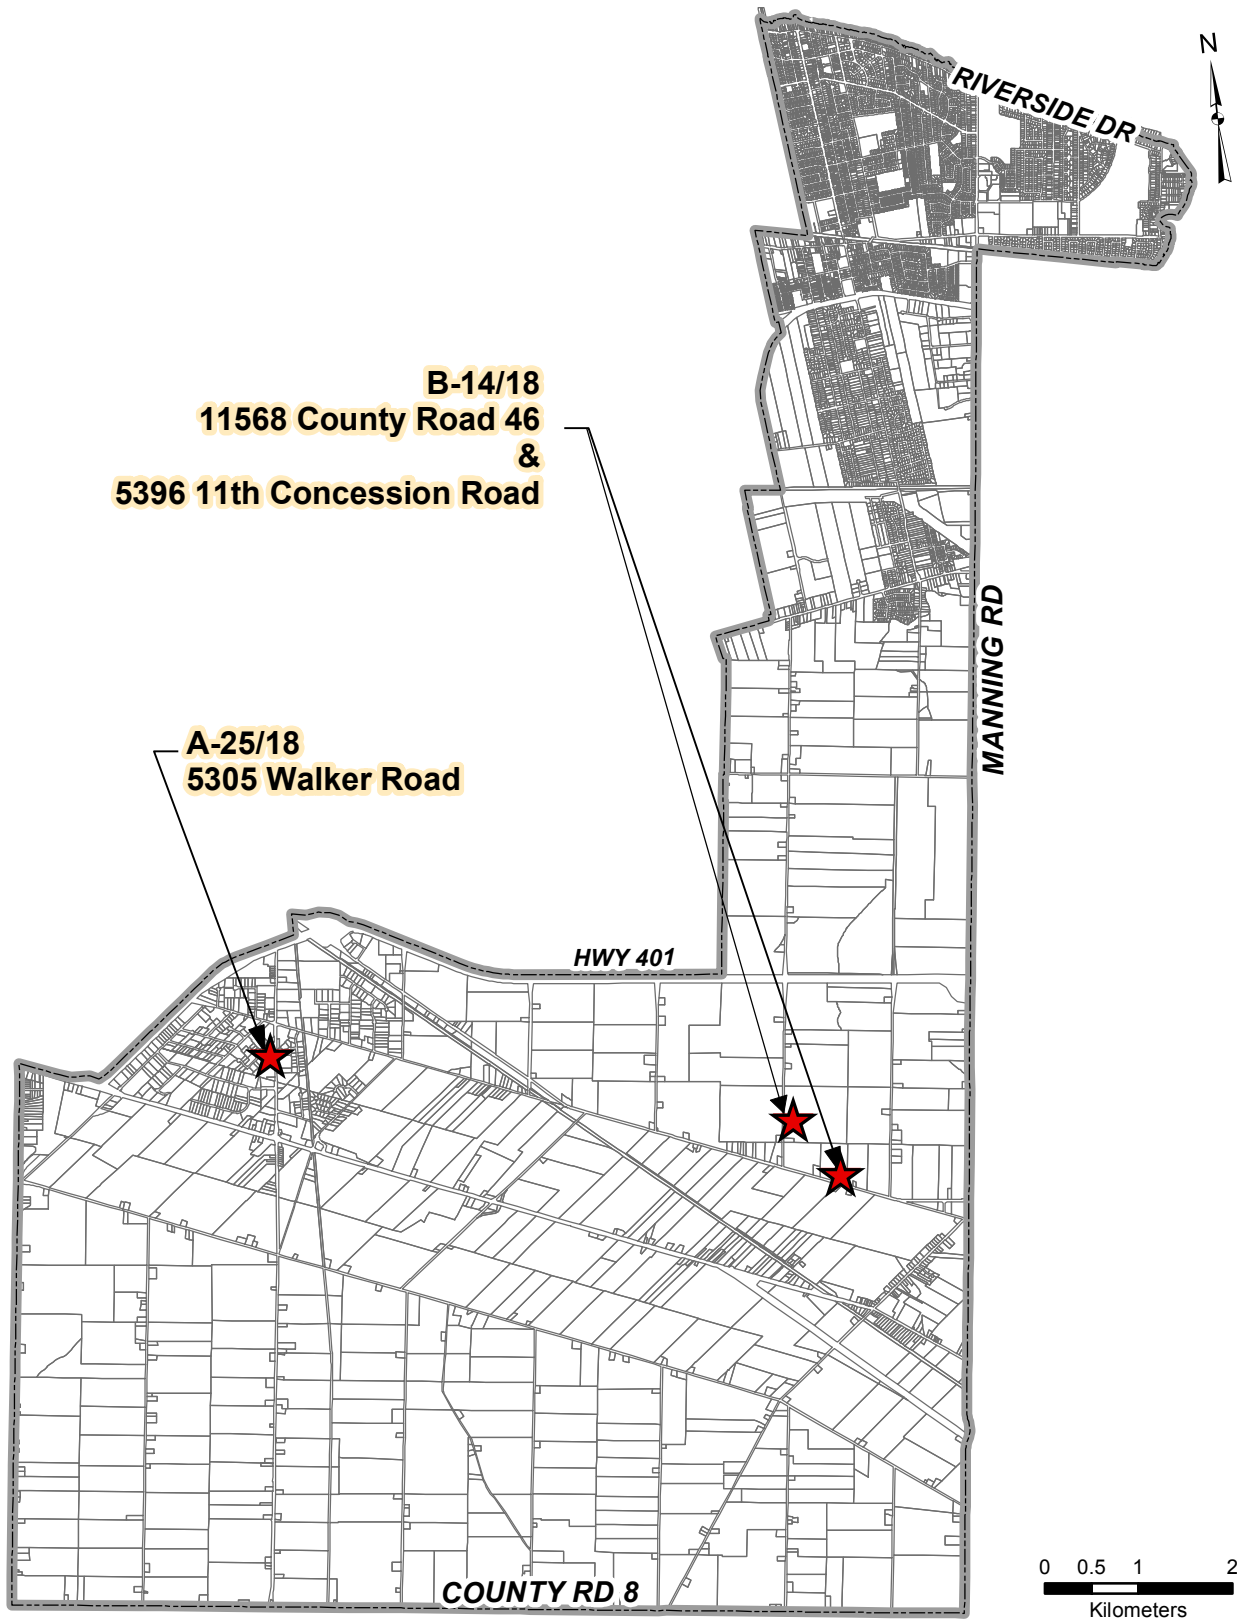 N
RIVERSIDE DR
B-14/18
11568 County Road 46
&
5396 11th Concession Road
MANNING RD
A-25/18
5305 Walker Road
HWY 401
COUNTY RD 8
0 0.5 1 2
Kilometers